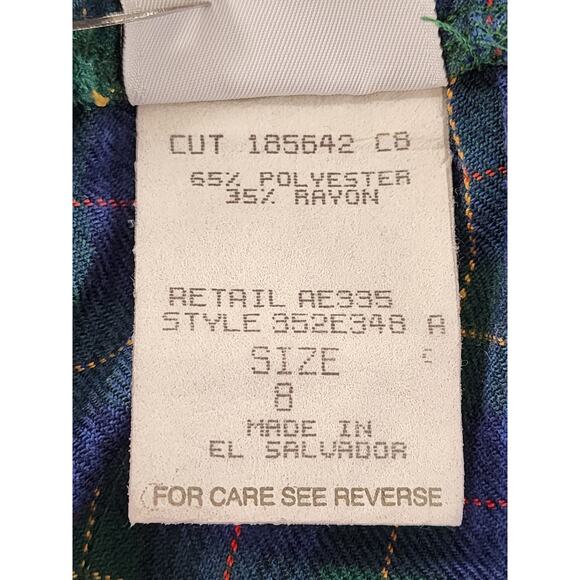 CUT 185642 C8
65% POLYESTER
35% RAYON
RETAIL AE335
STYLE 352E348 A
SIZE
8
MADE IN
EL SALVADOR
FOR CARE SEE REVERSE